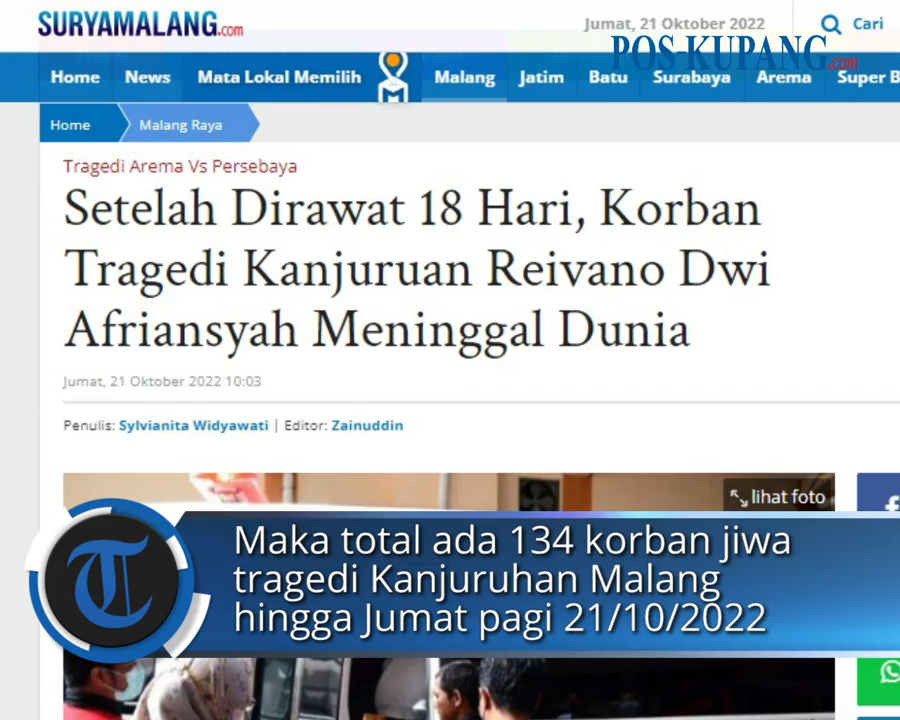 SURYAMALANG.com
Jumat, 21 Oktober 2022
Cari
POS-KUPANG.com
Home News Mata Lokal Memilih Malang Jatim Batu Surabaya Arema Super B
Home Malang Raya
Tragedi Arema Vs Persebaya
Setelah Dirawat 18 Hari, Korban
Tragedi Kanjuruan Reivano Dwi
Afriansyah Meninggal Dunia
Jumat, 21 Oktober 2022 10:03
Penulis: Sylvianita Widyawati | Editor: Zainuddin
lihat foto
Maka total ada 134 korban jiwa
tragedi Kanjuruhan Malang
hingga Jumat pagi 21/10/2022